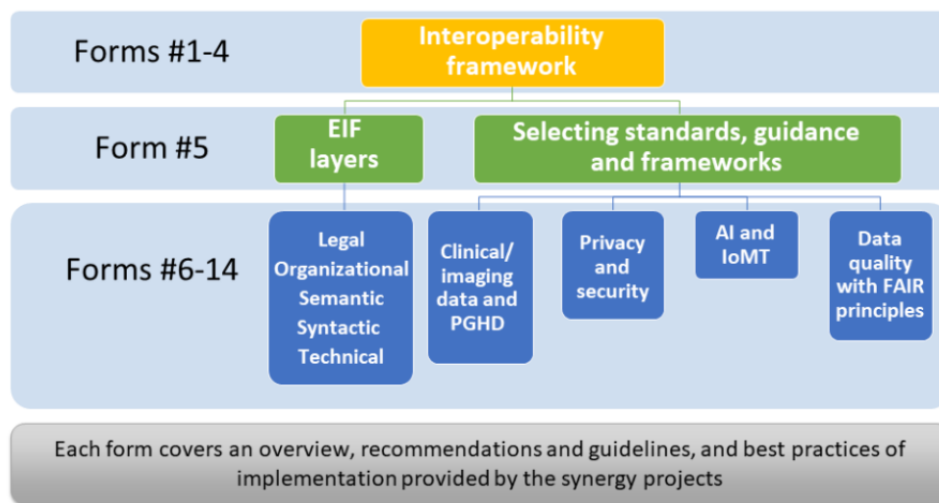 Forms #1-4
Interoperability
framework
Form #5
EIF
layers
Selecting standards, guidance
and frameworks
Forms #6-14
Legal
Organizational
Semantic
Syntactic
Technical
Clinical/
imaging
data and
PGHD
Privacy
and
security
AI and
IoMT
Data
quality
with FAIR
principles
Each form covers an overview, recommendations and guidelines, and best practices of
implementation provided by the synergy projects